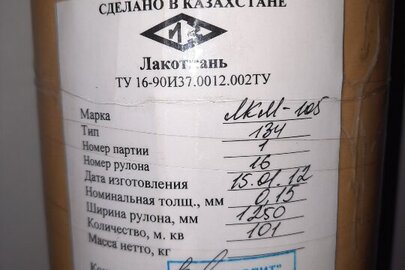 СДЕЛАНО В КАЗАХСТАНЕ
ИК
Лакоткань
ТУ 16-90И37.0012.002ТУ
Марка ЛКМ-105
Тип 134
Номер партии 1
Номер рулона 16
Дата изготовления 15.01.12
Номинальная толщ., мм 0,15
Ширина рулона, мм 1250
Количество, м. кв 101
Масса нетто, кг